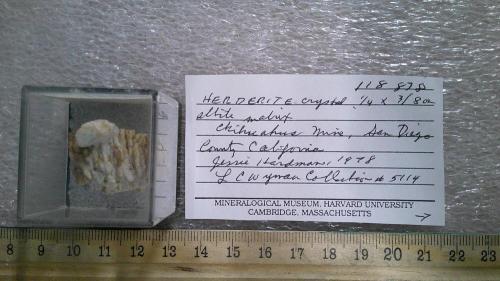 118 838
HERDERITE crystal 1/4 x 3/8 on
albite matrix
Chihuahua Mine, San Diego
County California
Jessie Hardman, 1978
L C Wyman Collection # 5114
MINERALOGICAL MUSEUM, HARVARD UNIVERSITY
CAMBRIDGE, MASSACHUSETTS
8 9 10 11 12 13 14 15 16 17 18 19 20 21 22 23